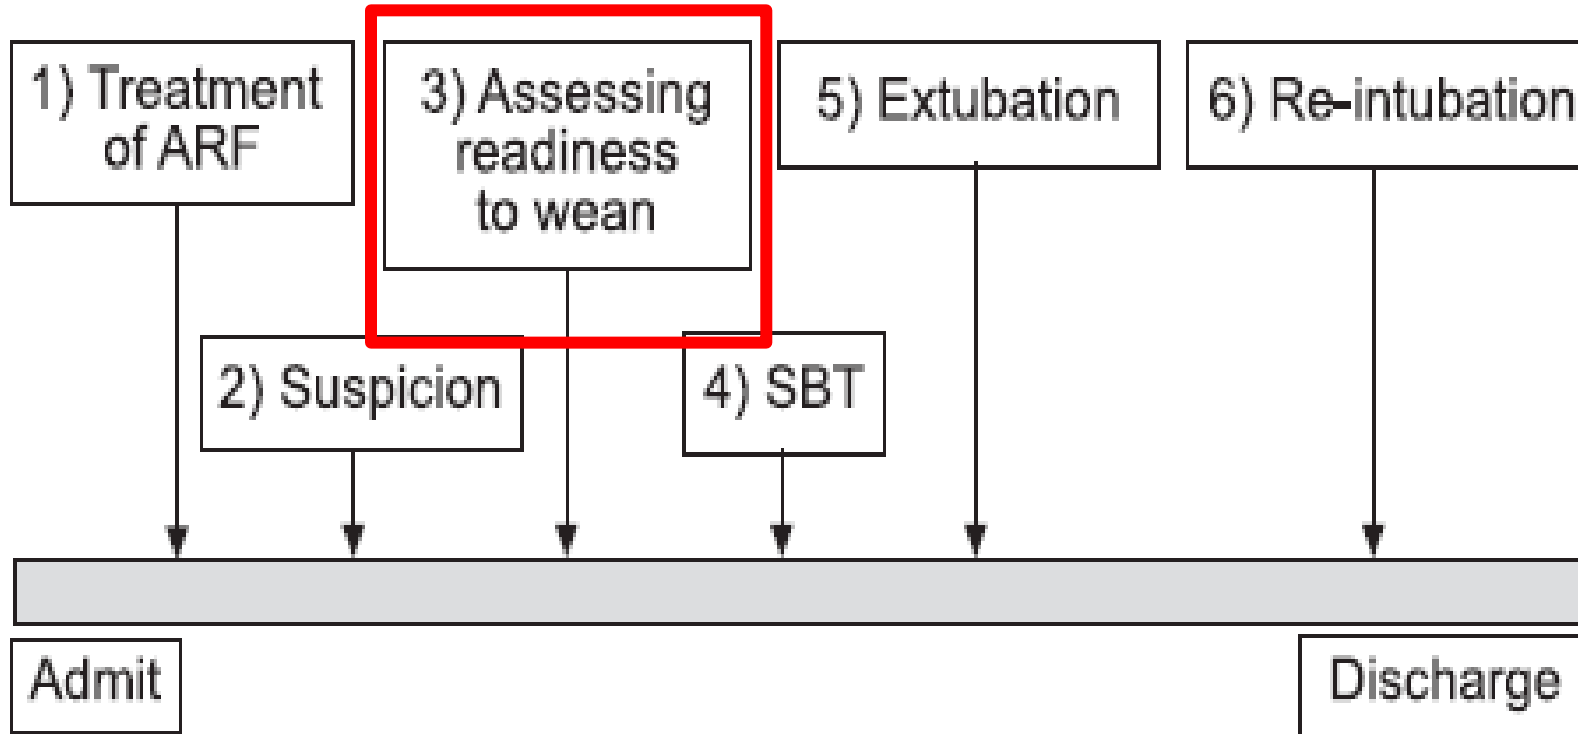 1) Treatment
of ARF
2) Suspicion
3) Assessing
readiness
to wean
4) SBT
5) Extubation
6) Re-intubation
Admit
Discharge